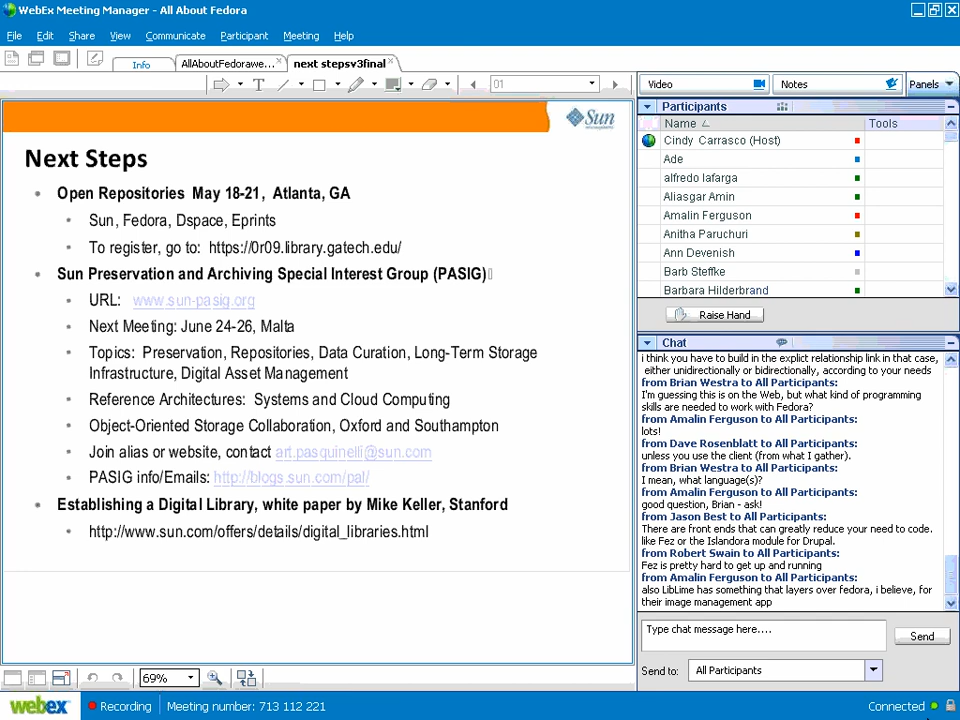 WebEx Meeting Manager - All About Fedora
File Edit Share View Communicate Participant Meeting Help
Info AllAboutFedorawe... next stepsv3final
01
Video Notes Panels
Sun
Next Steps
Open Repositories May 18-21, Atlanta, GA
Sun, Fedora, Dspace, Eprints
To register, go to: https://0r09.library.gatech.edu/
Sun Preservation and Archiving Special Interest Group (PASIG)
URL: www.sun-pasig.org
Next Meeting: June 24-26, Malta
Topics: Preservation, Repositories, Data Curation, Long-Term Storage
Infrastructure, Digital Asset Management
Reference Architectures: Systems and Cloud Computing
Object-Oriented Storage Collaboration, Oxford and Southampton
Join alias or website, contact art.pasquinelli@sun.com
PASIG info/Emails: http://blogs.sun.com/pal/
Establishing a Digital Library, white paper by Mike Keller, Stanford
http://www.sun.com/offers/details/digital_libraries.html
Participants
Name Tools
Cindy Carrasco (Host)
Ade
alfredo lafarga
Aliasgar Amin
Amalin Ferguson
Anitha Paruchuri
Ann Devenish
Barb Steffke
Barbara Hilderbrand
Raise Hand
Chat
i think you have to build in the explict relationship link in that case,
either unidirectionally or bidirectionally, according to your needs
from Brian Westra to All Participants:
I'm guessing this is on the Web, but what kind of programming
skills are needed to work with Fedora?
from Amalin Ferguson to All Participants:
lots!
from Dave Rosenblatt to All Participants:
unless you use the client (from what I gather).
from Brian Westra to All Participants:
I mean, what language(s)?
from Amalin Ferguson to All Participants:
good question, Brian - ask!
from Jason Best to All Participants:
There are front ends that can greatly reduce your need to code.
like Fez or the Islandora module for Drupal.
from Robert Swain to All Participants:
Fez is pretty hard to get up and running
from Amalin Ferguson to All Participants:
also LibLime has something that layers over fedora, i believe, for
their image management app
Type chat message here....
Send
Send to: All Participants
69%
webex Recording Meeting number: 713 112 221 Connected